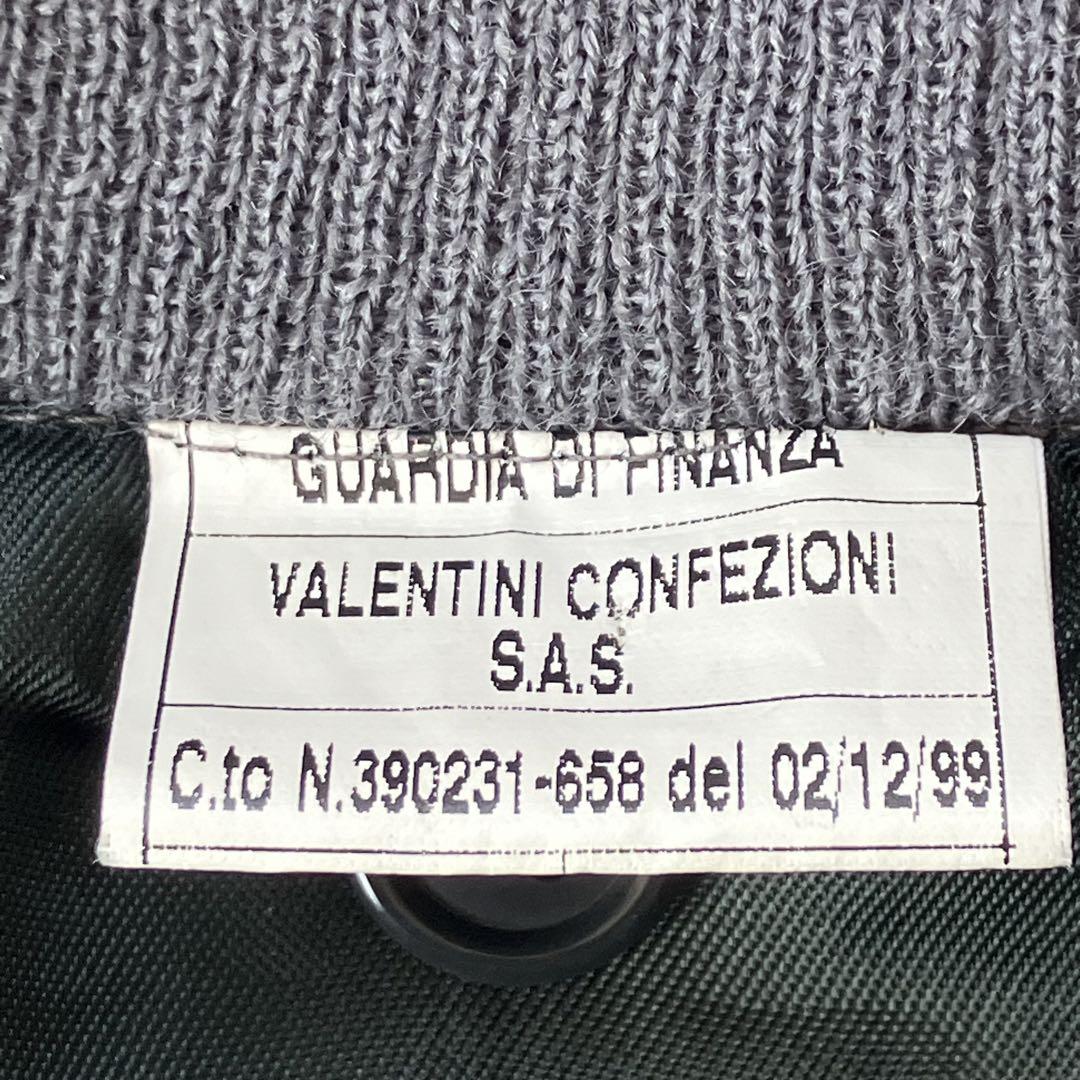 GUARDIA DI FINANZA
VALENTINI CONFEZIONI
S.A.S.
C.to N.390231-658 del 02/12/99